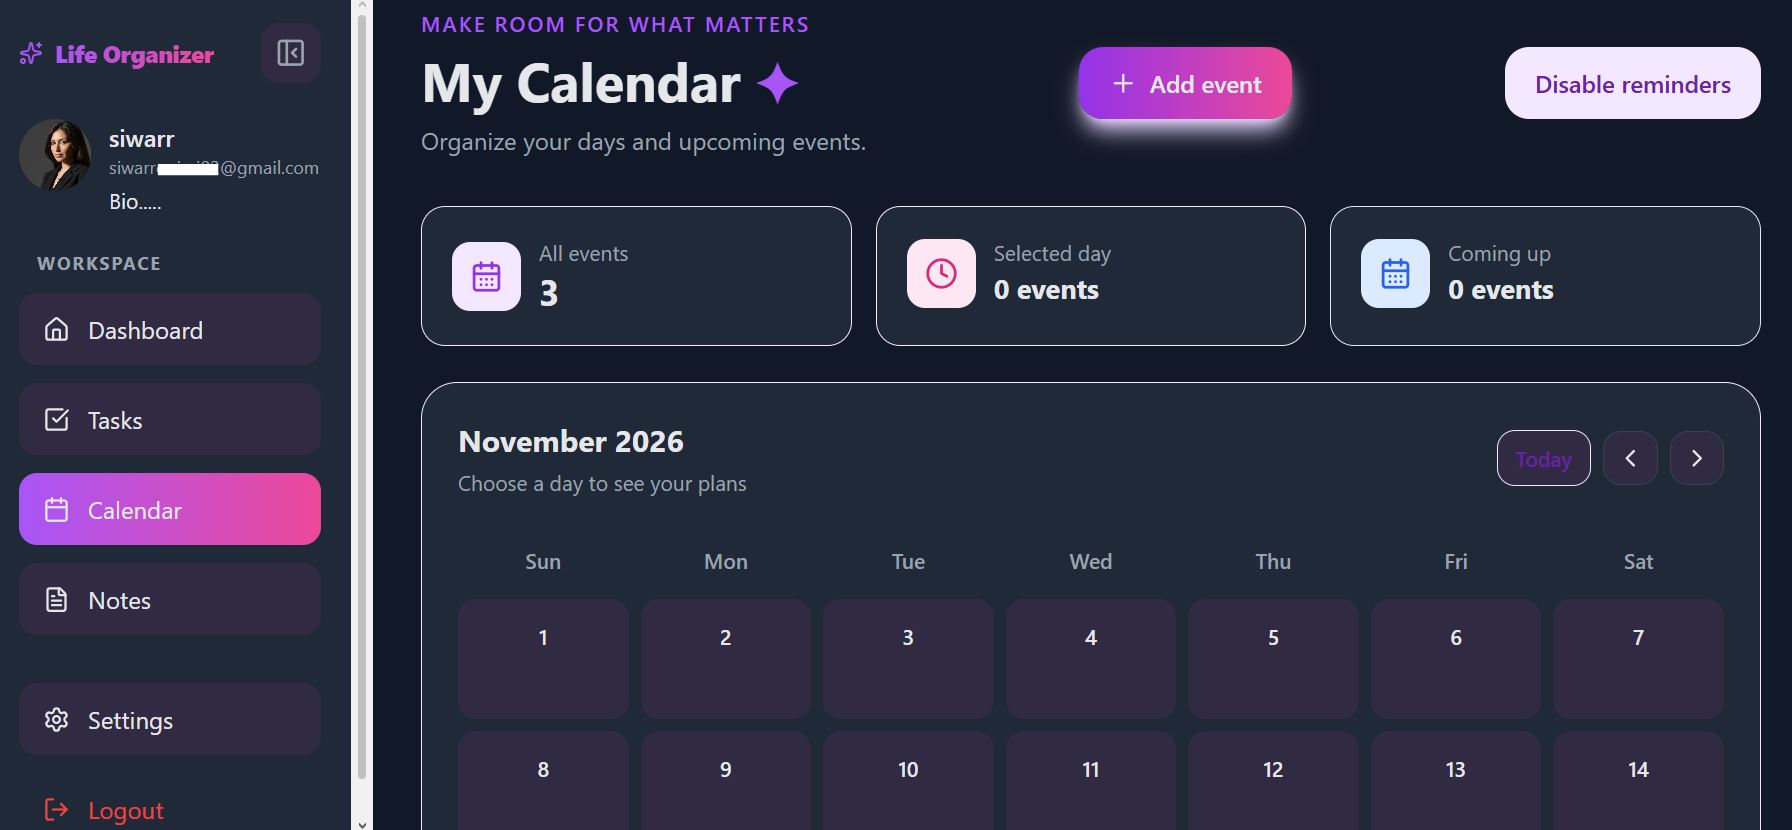 Life Organizer
siwarr
siwarr @gmail.com
Bio.....
WORKSPACE
Dashboard
Tasks
Calendar
Notes
Settings
Logout
MAKE ROOM FOR WHAT MATTERS
My Calendar
Organize your days and upcoming events.
+ Add event
Disable reminders
All events
3
Selected day
0 events
Coming up
0 events
November 2026
Choose a day to see your plans
Today
Sun Mon Tue Wed Thu Fri Sat
1 2 3 4 5 6 7
8 9 10 11 12 13 14